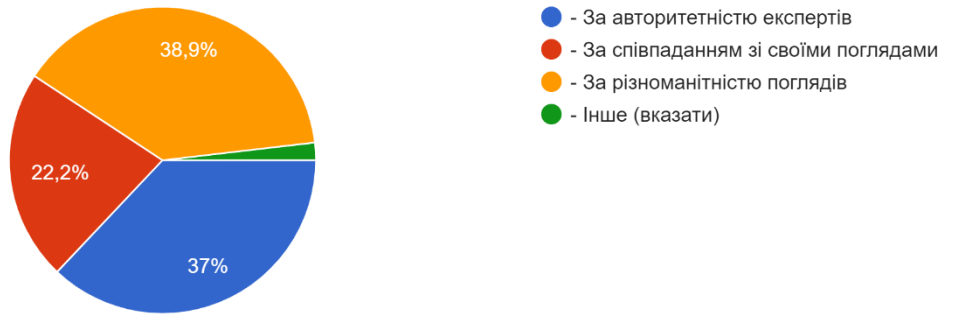 38,9%
22,2%
37%
- За авторитетністю експертів
- За співпаданням зі своїми поглядами
- За різноманітністю поглядів
- Інше (вказати)